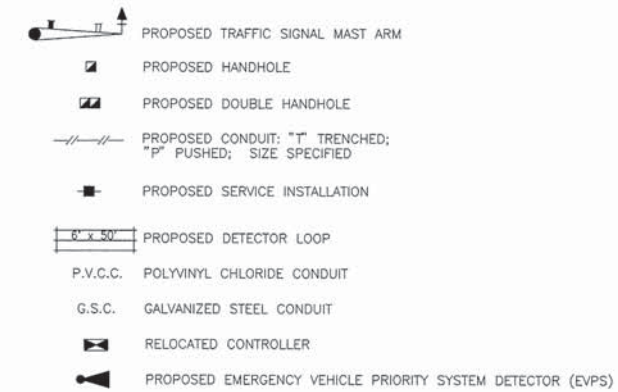 PROPOSED TRAFFIC SIGNAL MAST ARM
PROPOSED HANDHOLE
PROPOSED DOUBLE HANDHOLE
PROPOSED CONDUIT: "T" TRENCHED;
"P" PUSHED; SIZE SPECIFIED
PROPOSED SERVICE INSTALLATION
6' x 50' PROPOSED DETECTOR LOOP
P.V.C.C. POLYVINYL CHLORIDE CONDUIT
G.S.C. GALVANIZED STEEL CONDUIT
RELOCATED CONTROLLER
PROPOSED EMERGENCY VEHICLE PRIORITY SYSTEM DETECTOR (EVPS)